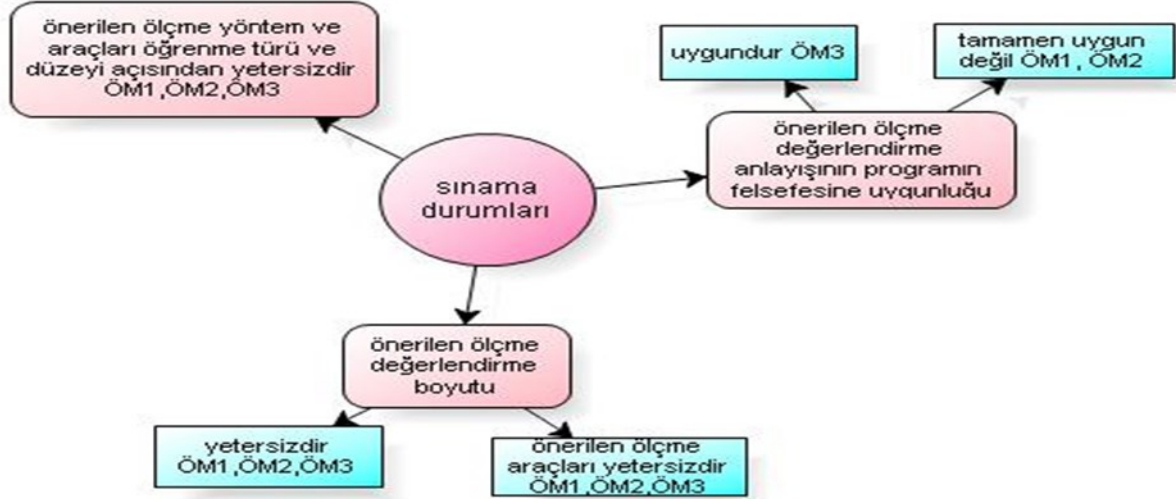 önerilen ölçme yöntem ve
araçları öğrenme türü ve
düzeyi açısından yetersizdir
ÖM1,ÖM2,ÖM3
uygundur ÖM3
tamamen uygun
değil ÖM1, ÖM2
önerilen ölçme
değerlendirme
anlayışının programın
felsefesine uygunluğu
sınama
durumları
önerilen ölçme
değerlendirme
boyutu
yetersizdir
ÖM1,ÖM2,ÖM3
önerilen ölçme
araçları yetersizdir
ÖM1,ÖM2,ÖM3